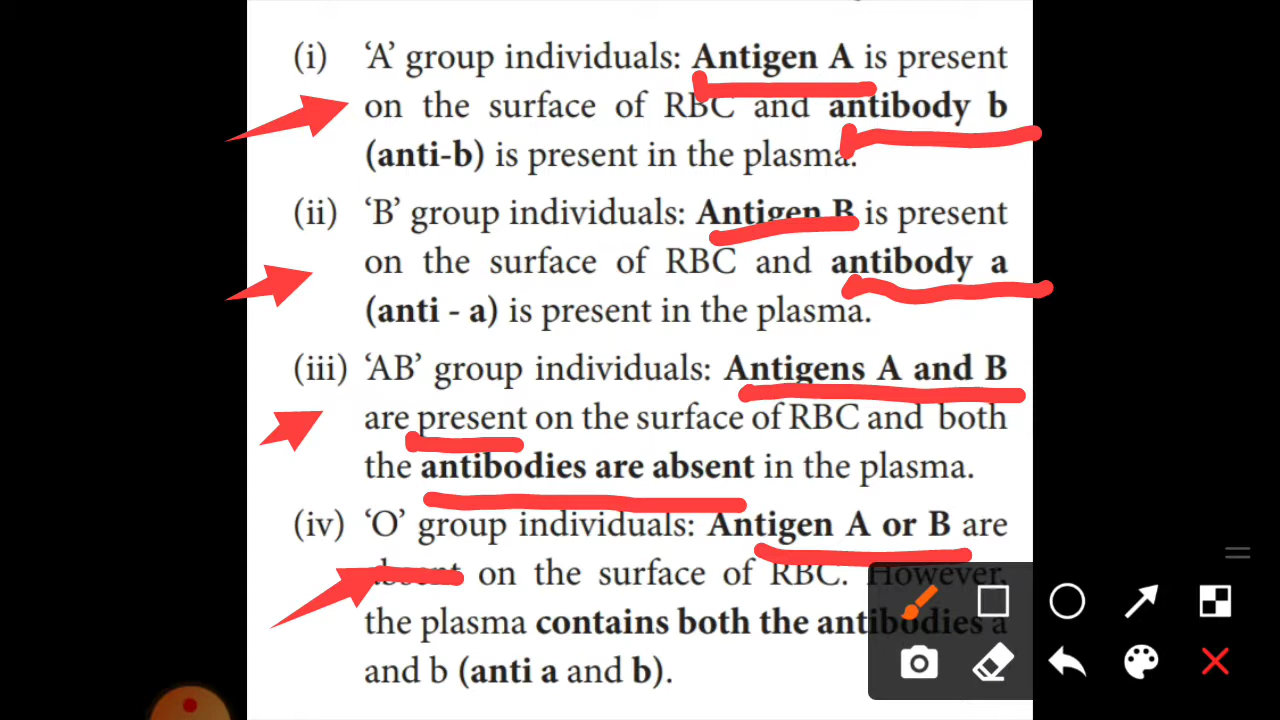 (i) ‘A’ group individuals: Antigen A is present
on the surface of RBC and antibody b
(anti-b) is present in the plasma.
(ii) ‘B’ group individuals: Antigen B is present
on the surface of RBC and antibody a
(anti - a) is present in the plasma.
(iii) ‘AB’ group individuals: Antigens A and B
are present on the surface of RBC and both
the antibodies are absent in the plasma.
(iv) ‘O’ group individuals: Antigen A or B are
absent on the surface of RBC. However,
the plasma contains both the antibodies a
and b (anti a and b).